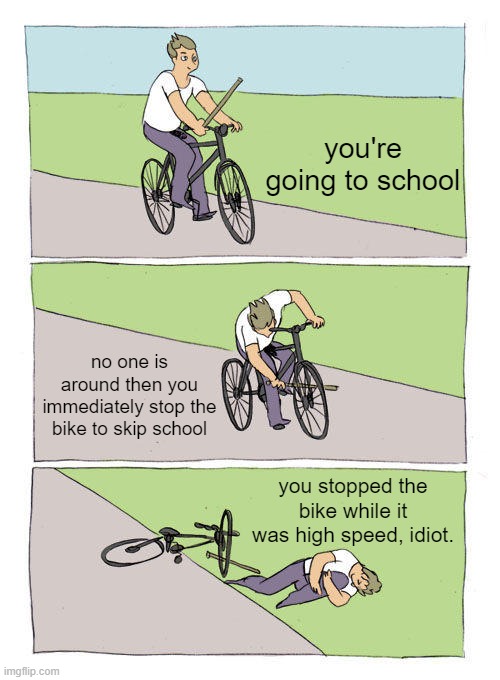 you're
going to school
no one is
around then you
immediately stop the
bike to skip school
you stopped the
bike while it
was high speed, idiot.
imgflip.com